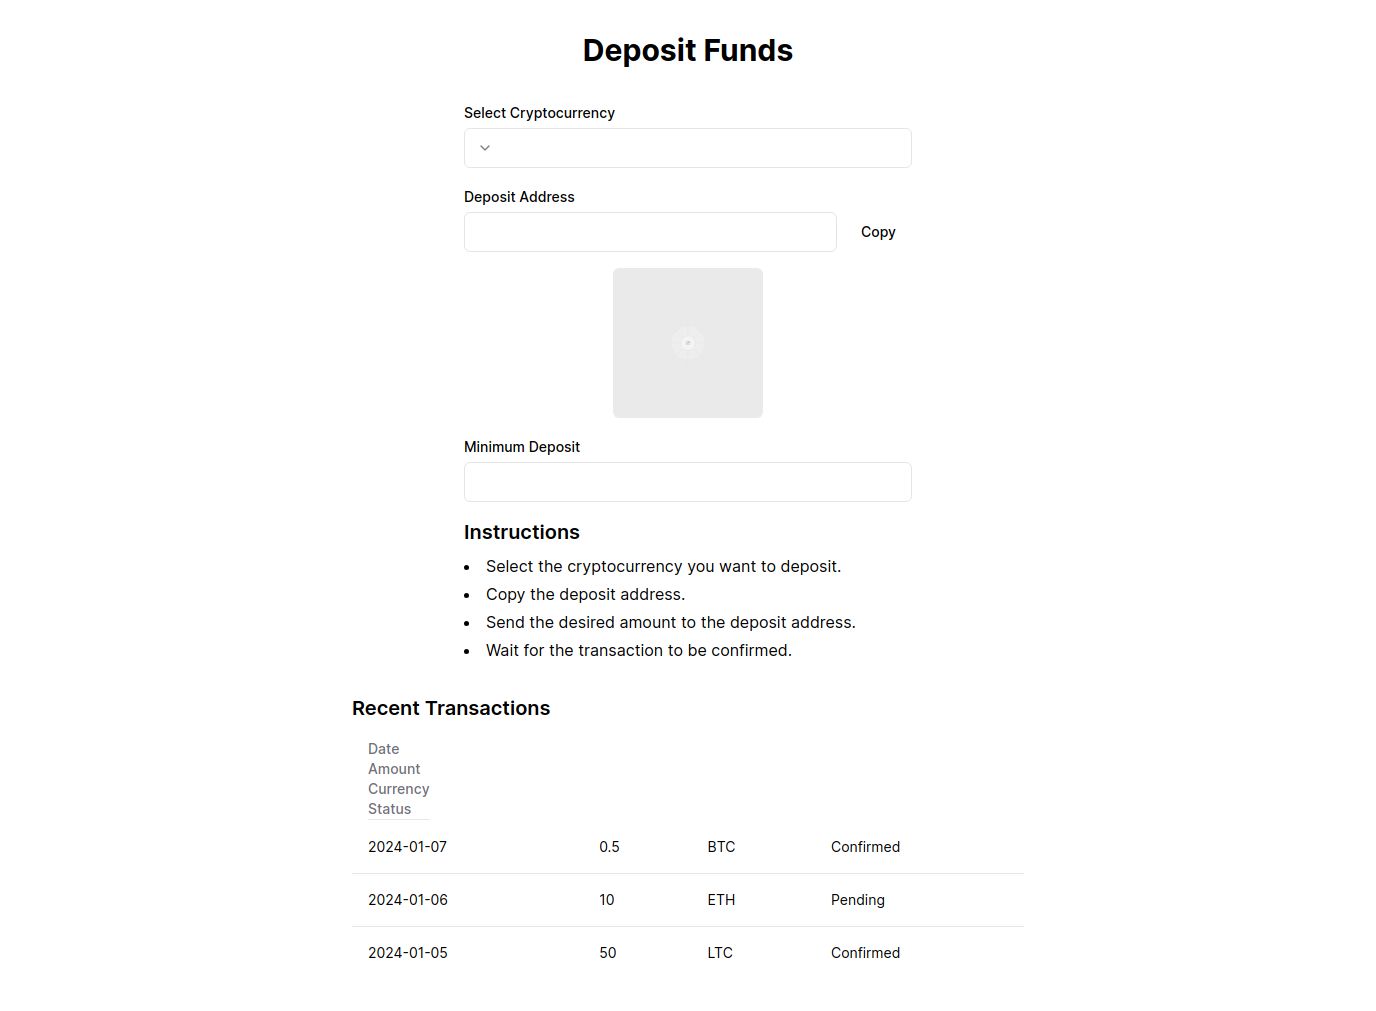 Deposit Funds
Select Cryptocurrency
Deposit Address
Copy
Minimum Deposit
Instructions
• Select the cryptocurrency you want to deposit.
• Copy the deposit address.
• Send the desired amount to the deposit address.
• Wait for the transaction to be confirmed.
Recent Transactions
Date
Amount
Currency
Status
2024-01-07 0.5 BTC Confirmed
2024-01-06 10 ETH Pending
2024-01-05 50 LTC Confirmed